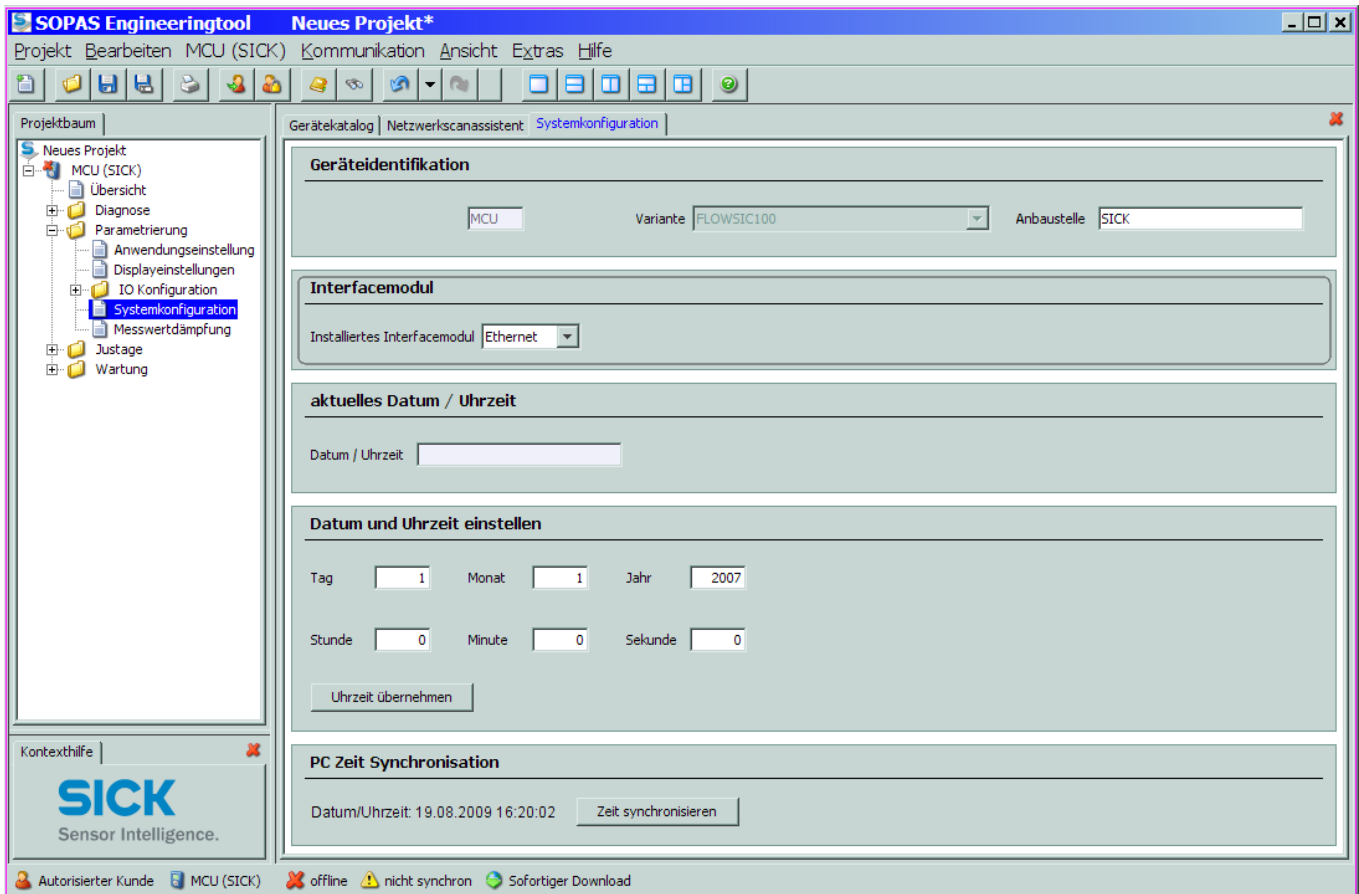 SOPAS Engineeringtool Neues Projekt*
Projekt Bearbeiten MCU (SICK) Kommunikation Ansicht Extras Hilfe
Projektbaum
Neues Projekt
MCU (SICK)
Übersicht
Diagnose
Parametrierung
Anwendungseinstellung
Displayeinstellungen
IO Konfiguration
Systemkonfiguration
Messwertdämpfung
Justage
Wartung
Kontexthilfe
SICK
Sensor Intelligence.
Gerätekatalog Netzwerkscanassistent Systemkonfiguration
Geräteidentifikation
MCU Variante FLOWSIC100 Anbaustelle SICK
Interfacemodul
Installiertes Interfacemodul Ethernet
aktuelles Datum / Uhrzeit
Datum / Uhrzeit
Datum und Uhrzeit einstellen
Tag 1 Monat 1 Jahr 2007
Stunde 0 Minute 0 Sekunde 0
Uhrzeit übernehmen
PC Zeit Synchronisation
Datum/Uhrzeit: 19.08.2009 16:20:02 Zeit synchronisieren
Autorisierter Kunde MCU (SICK) offline nicht synchron Sofortiger Download